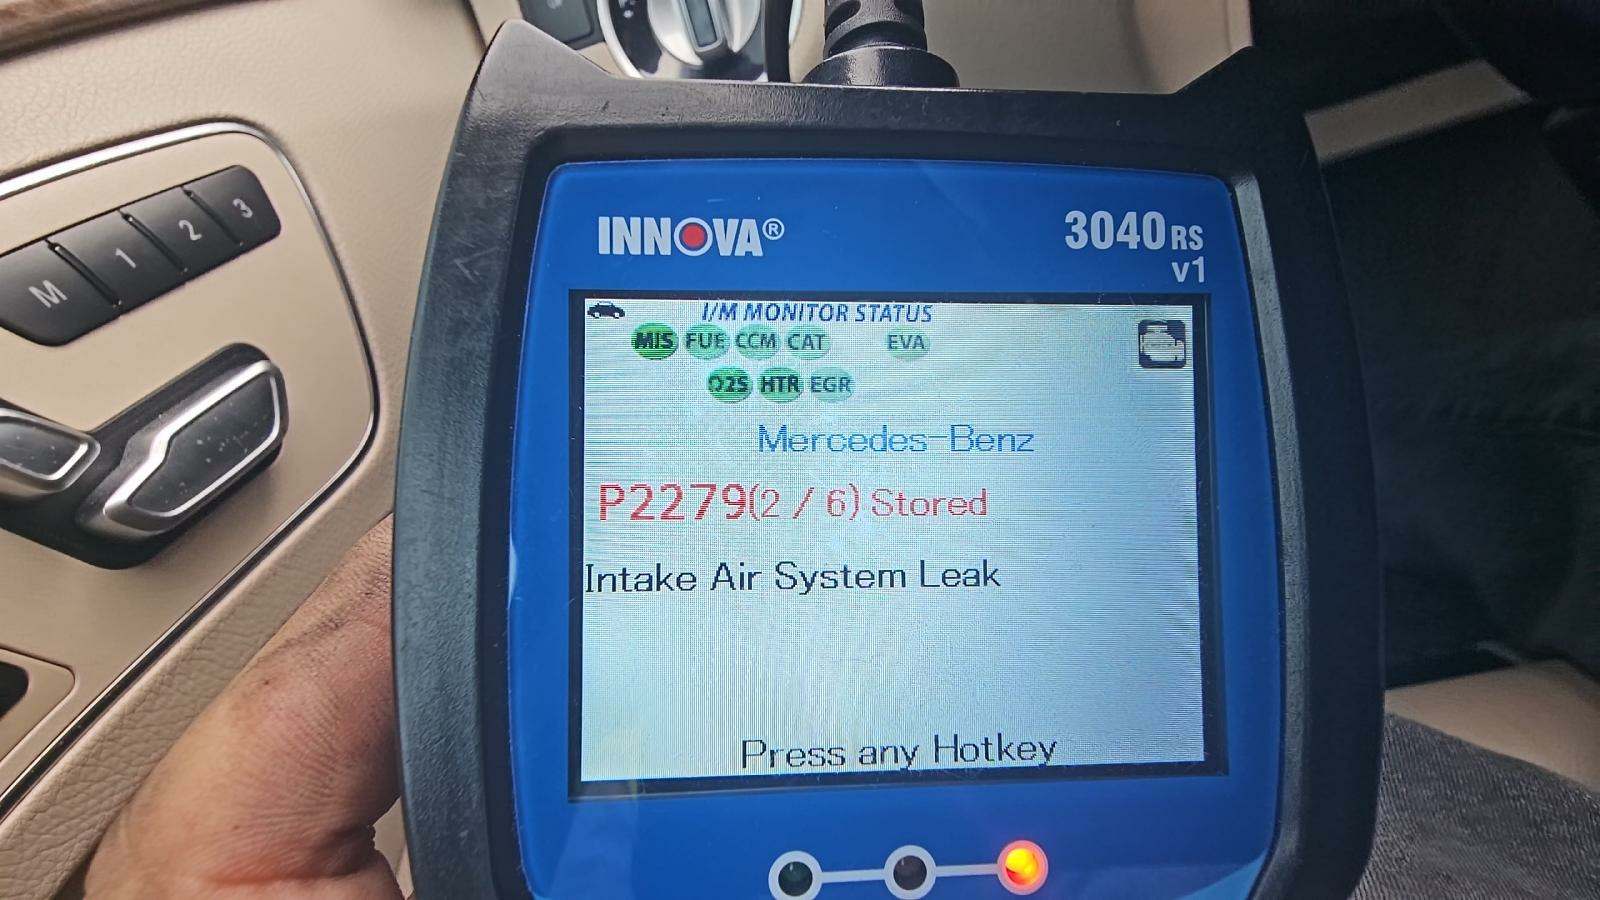 M 1 2 3
INNOVA®
3040RS
v1
I/M MONITOR STATUS
MIS FUE CCM CAT EVA
O2S HTR EGR
Mercedes-Benz
P2279(2 / 6) Stored
Intake Air System Leak
Press any Hotkey